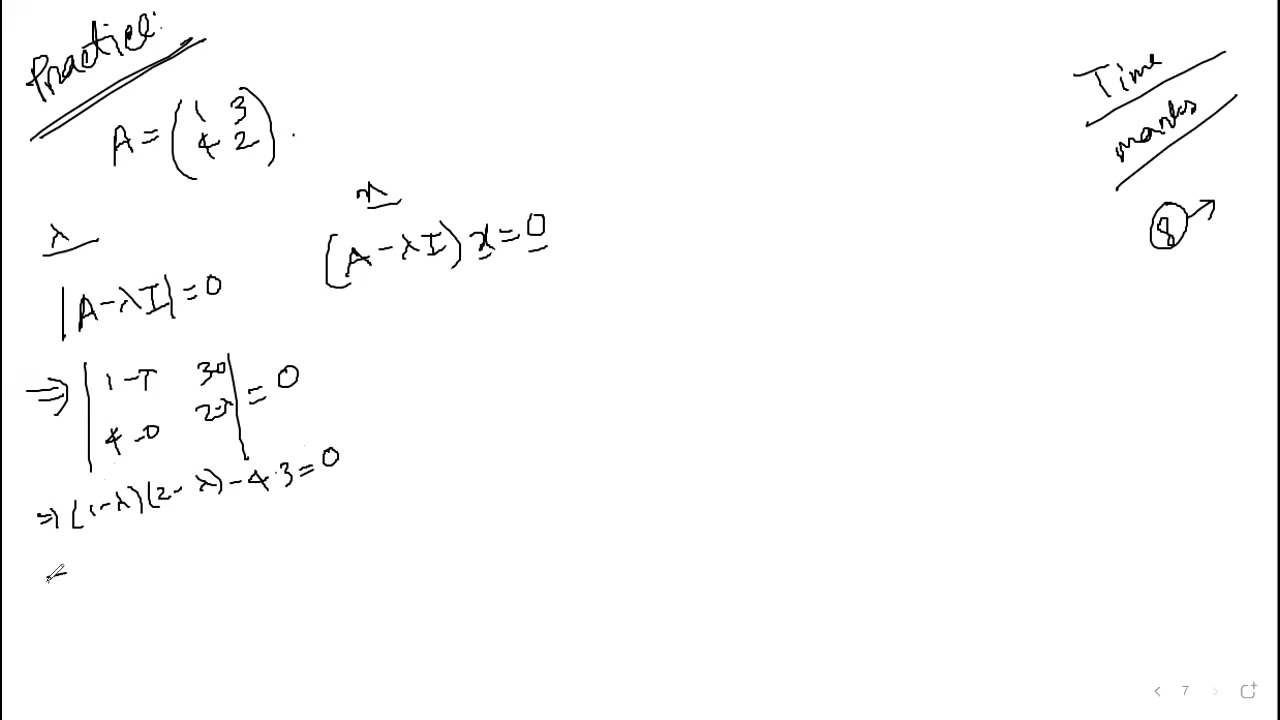 Practice:
A = (1 3
4 2).
λ
x
|A-λI|=0
(A-λI)x=0
⇒ |1-λ 3-0
4-0 2-λ| = 0
⇒ (1-λ)(2-λ)-4·3=0
Time
marks
8 →
7